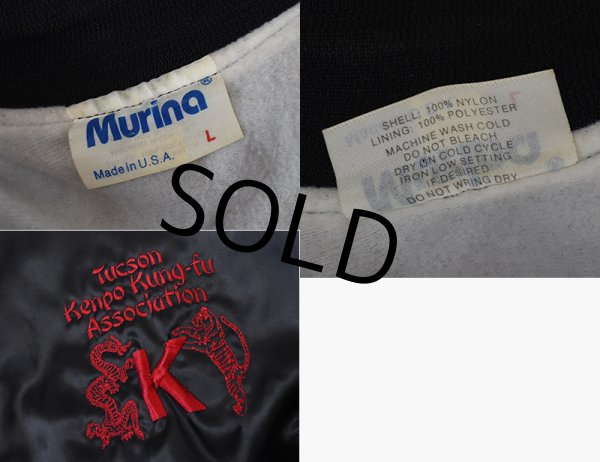 Murina®
L
Made in U.S.A.
SHELL: 100% NYLON
LINING: 100% POLYESTER
MACHINE WASH COLD
DO NOT BLEACH
DRY ON COLD CYCLE
IRON LOW SETTING
IF DESIRED
DO NOT WRING DRY
SOLD
Tucson
Kenpo Kung-fu
Association
K